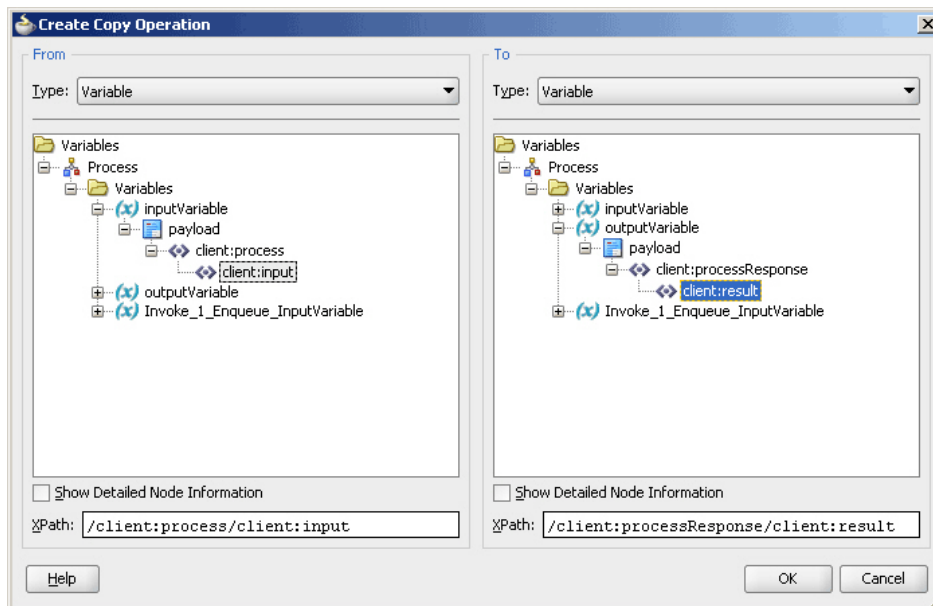 Create Copy Operation
From
Type: Variable
Variables
Process
Variables
(x) inputVariable
payload
client:process
client:input
(x) outputVariable
(x) Invoke_1_Enqueue_InputVariable
Show Detailed Node Information
XPath: /client:process/client:input
To
Type: Variable
Variables
Process
Variables
(x) inputVariable
(x) outputVariable
payload
client:processResponse
client:result
(x) Invoke_1_Enqueue_InputVariable
Show Detailed Node Information
XPath: /client:processResponse/client:result
Help
OK
Cancel